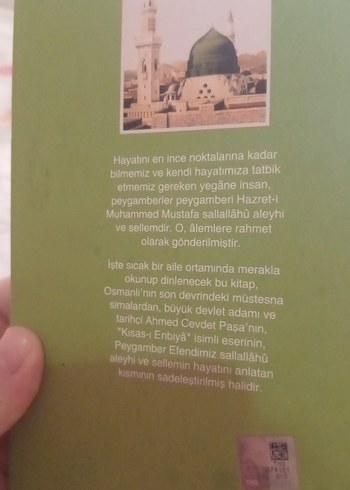 Hayatını en ince noktalarına kadar
bilmemiz ve kendi hayatımıza tatbik
etmemiz gereken yegâne insan,
peygamberler peygamberi Hazret-i
Muhammed Mustafa sallallâhü aleyhi
ve sellemdir. O, âlemlere rahmet
olarak gönderilmiştir.
İşte sıcak bir aile ortamında merakla
okunup dinlenecek bu kitap,
Osmanlı'nın son devrindeki müstesna
simalardan, büyük devlet adamı ve
tarihçi Ahmed Cevdet Paşa'nın,
"Kısas-ı Enbiyâ" isimli eserinin,
Peygamber Efendimiz sallallâhü
aleyhi ve sellemin hayatını anlatan
kısmının sadeleştirilmiş halidir.